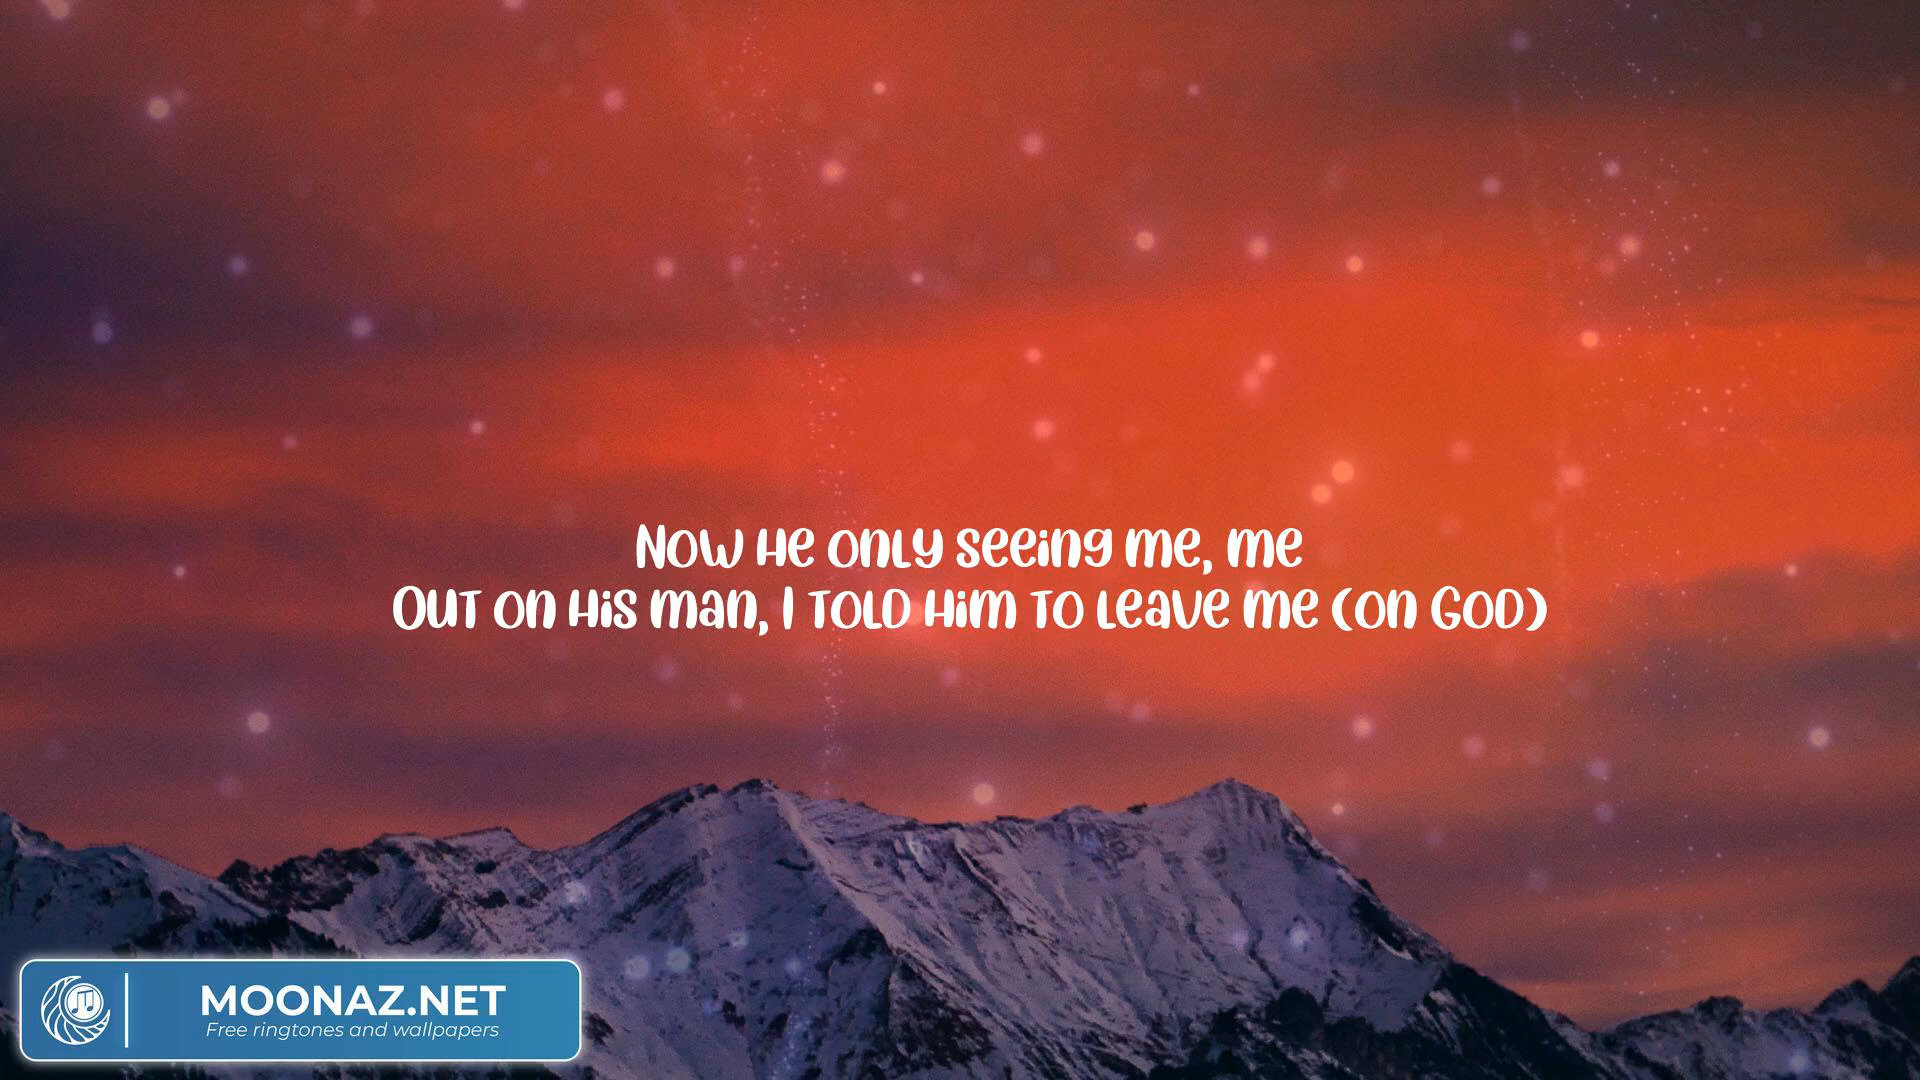 Now he only seeing me, me
Out on his man, I told him to leave me (on God)
MOONAZ.NET
Free ringtones and wallpapers